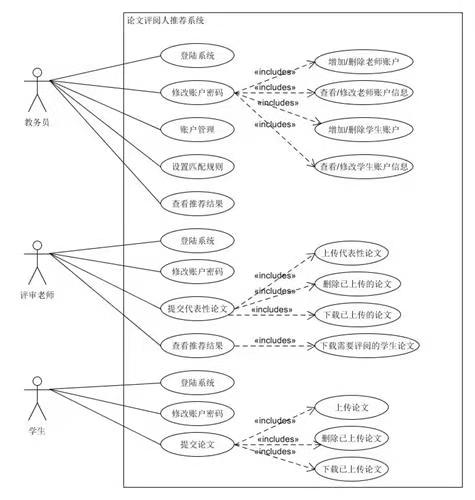 论文评阅人推荐系统
登陆系统
修改账户密码
账户管理
设置匹配规则
查看推荐结果
教务员
«includes»
«includes»
«includes»
«includes»
增加/删除老师账户
查看/修改老师账户信息
增加/删除学生账户
查看/修改学生账户信息
登陆系统
修改账户密码
提交代表性论文
查看推荐结果
评审老师
«includes»
«includes»
«includes»
«includes»
上传代表性论文
删除已上传的论文
下载已上传的论文
下载需要评阅的学生论文
登陆系统
修改账户密码
提交论文
学生
«includes»
«includes»
«includes»
上传论文
删除已上传论文
下载已上传论文